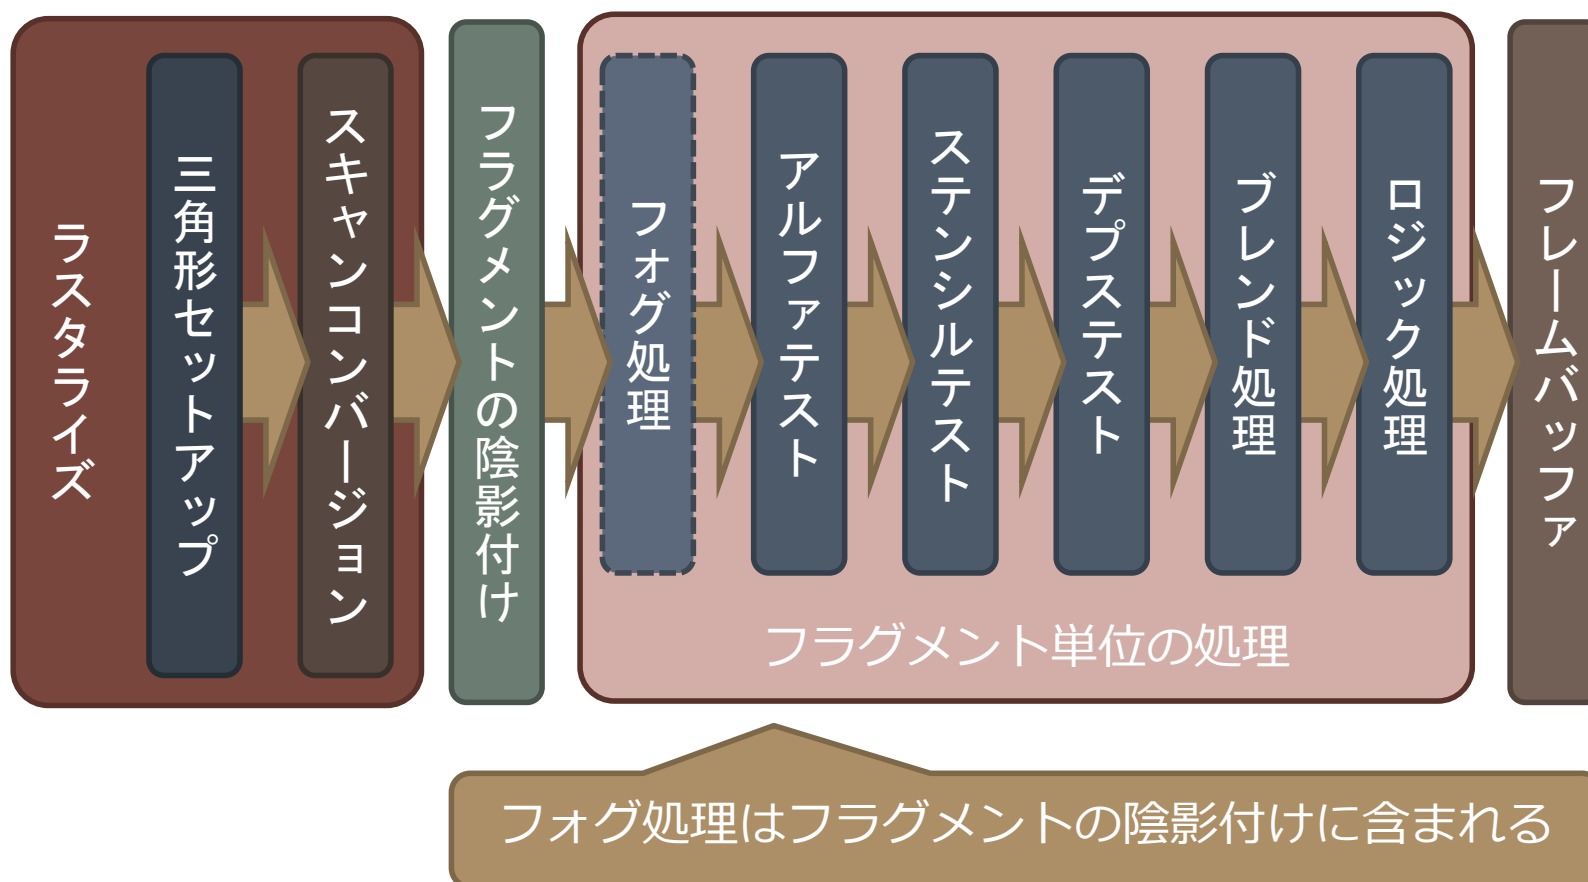 ラスタライズ
三角形セットアップ
スキャンコンバージョン
フラグメントの陰影付け
フォグ処理
アルファテスト
ステンシルテスト
デプステスト
ブレンド処理
ロジック処理
フラグメント単位の処理
フレームバッファ
フォグ処理はフラグメントの陰影付けに含まれる